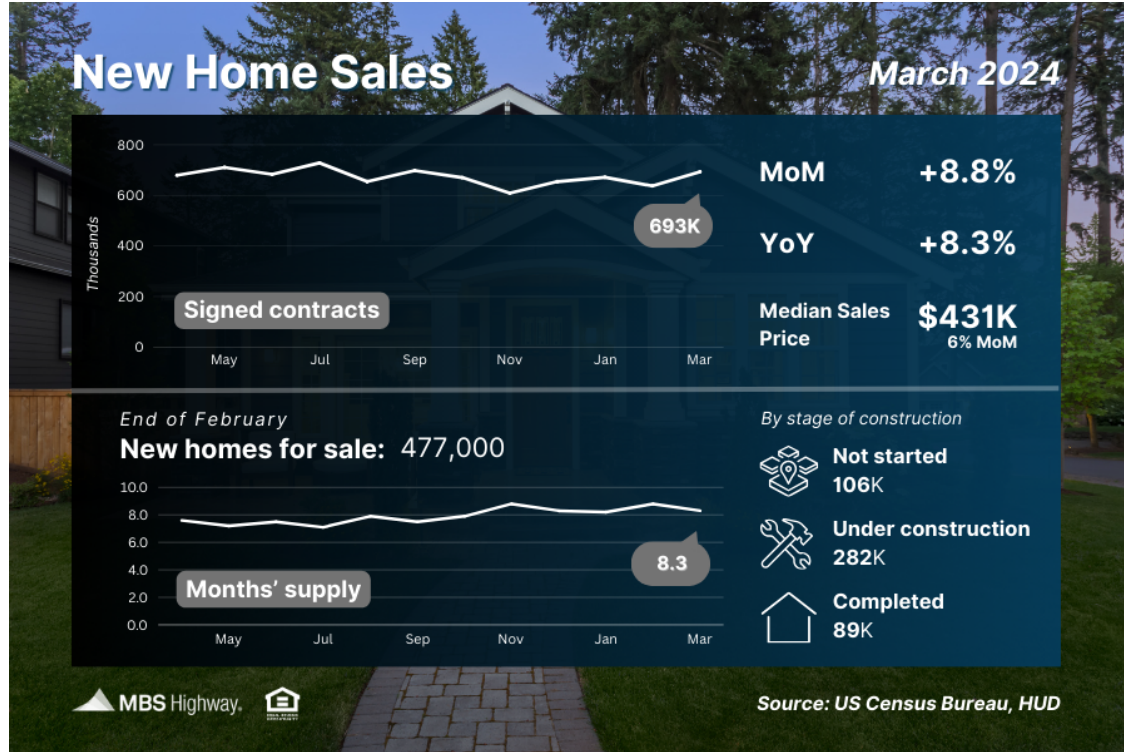 New Home Sales
March 2024
800
600
400
200
0
Thousands
693K
Signed contracts
May Jul Sep Nov Jan Mar
MoM +8.8%
YoY +8.3%
Median Sales
Price
$431K
6% MoM
End of February
New homes for sale: 477,000
10.0
8.0
6.0
4.0
2.0
0.0
8.3
Months’ supply
May Jul Sep Nov Jan Mar
By stage of construction
Not started
106K
Under construction
282K
Completed
89K
MBS Highway.
Source: US Census Bureau, HUD